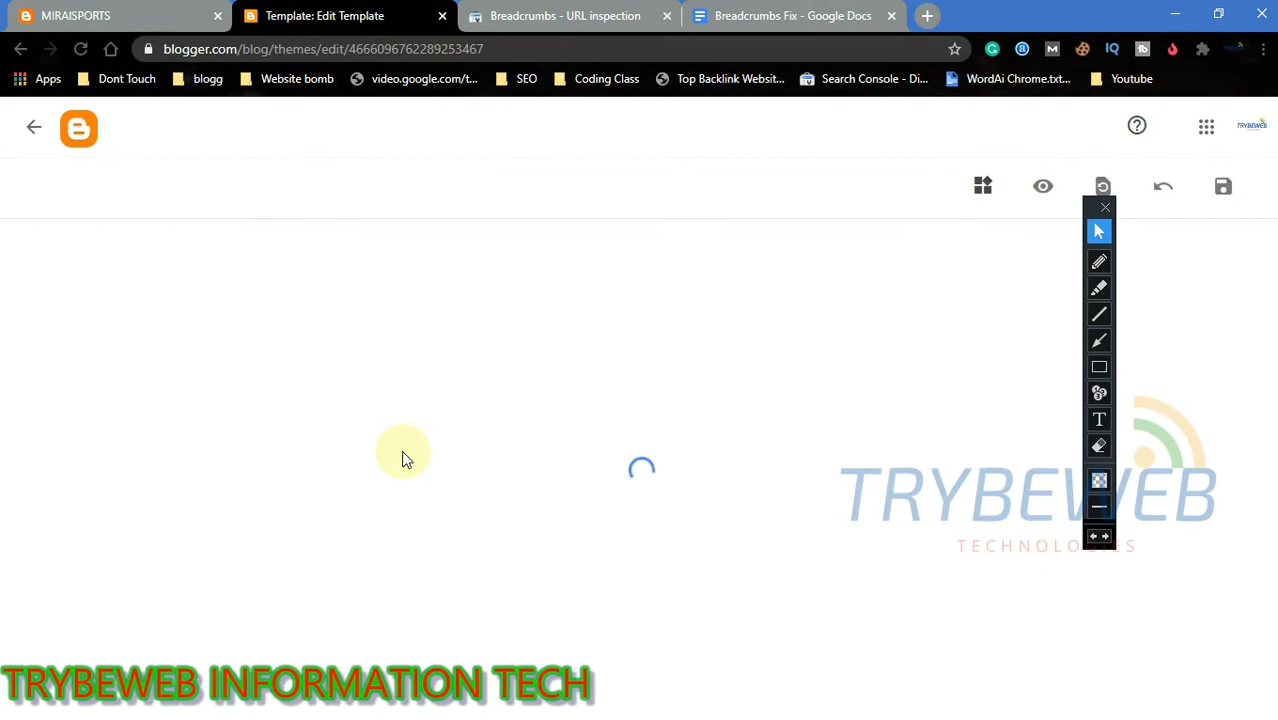 MIRAISPORTS
Template: Edit Template
Breadcrumbs - URL inspection
Breadcrumbs Fix - Google Docs
blogger.com/blog/themes/edit/4666096762289253467
Apps
Dont Touch
blogg
Website bomb
video.google.com/t...
SEO
Coding Class
Top Backlink Websit...
Search Console - Di...
WordAi Chrome.txt...
Youtube
TRYBEWEB
T
TRYBEWEB
TECHNOLOGIES
TRYBEWEB INFORMATION TECH